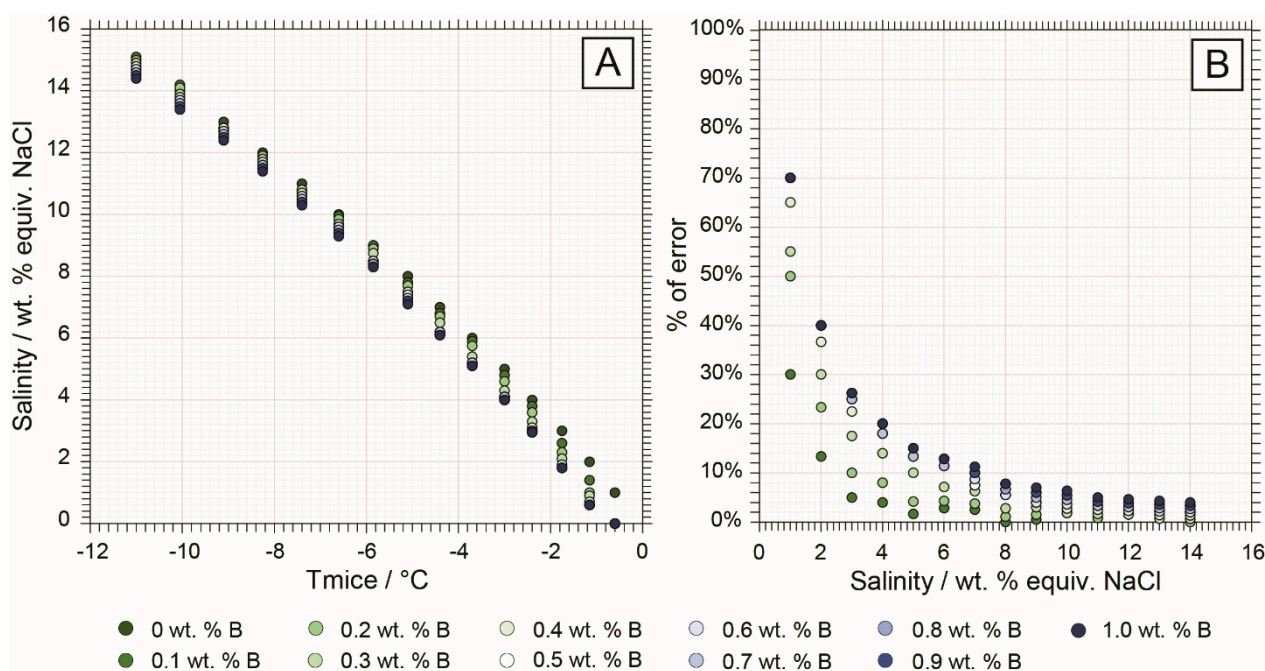 A
Salinity / wt. % equiv. NaCl
16
14
12
10
8
6
4
2
0
-12 -10 -8 -6 -4 -2 0
Tmice / °C
B
% of error
100%
90%
80%
70%
60%
50%
40%
30%
20%
10%
0%
0 2 4 6 8 10 12 14 16
Salinity / wt. % equiv. NaCl
0 wt. % B 0.2 wt. % B 0.4 wt. % B 0.6 wt. % B 0.8 wt. % B 1.0 wt. % B
0.1 wt. % B 0.3 wt. % B 0.5 wt. % B 0.7 wt. % B 0.9 wt. % B